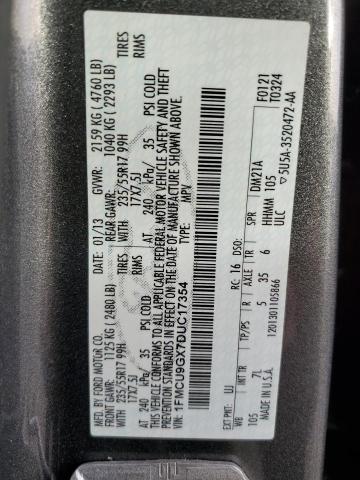 MFD. BY FORD MOTOR CO.
DATE: 01/13 GVWR: 2159 KG ( 4760 LB)
FRONT GAWR: 1125 KG ( 2480 LB) REAR GAWR: 1040 KG ( 2293 LB)
235/55R17 99H TIRES 235/55R17 99H TIRES
17X7.5J RIMS 17X7.5J RIMS
AT 240 kPa/ 35 PSI COLD AT 240 kPa/ 35 PSI COLD
THIS VEHICLE CONFORMS TO ALL APPLICABLE FEDERAL MOTOR VEHICLE SAFETY AND THEFT
PREVENTION STANDARDS IN EFFECT ON THE DATE OF MANUFACTURE SHOWN ABOVE.
VIN: 1FMCU9GX7DUC17354
TYPE: MPV
F0121
T0324
EXT PNT: UJ RC: 16 DSO:
WB TP/PS R AXLE TR SPR DM21A
105 7L 5 35 6 HHMM 105
ULC
MADE IN U.S.A. 1201301105866 5U5A-3520472-AA